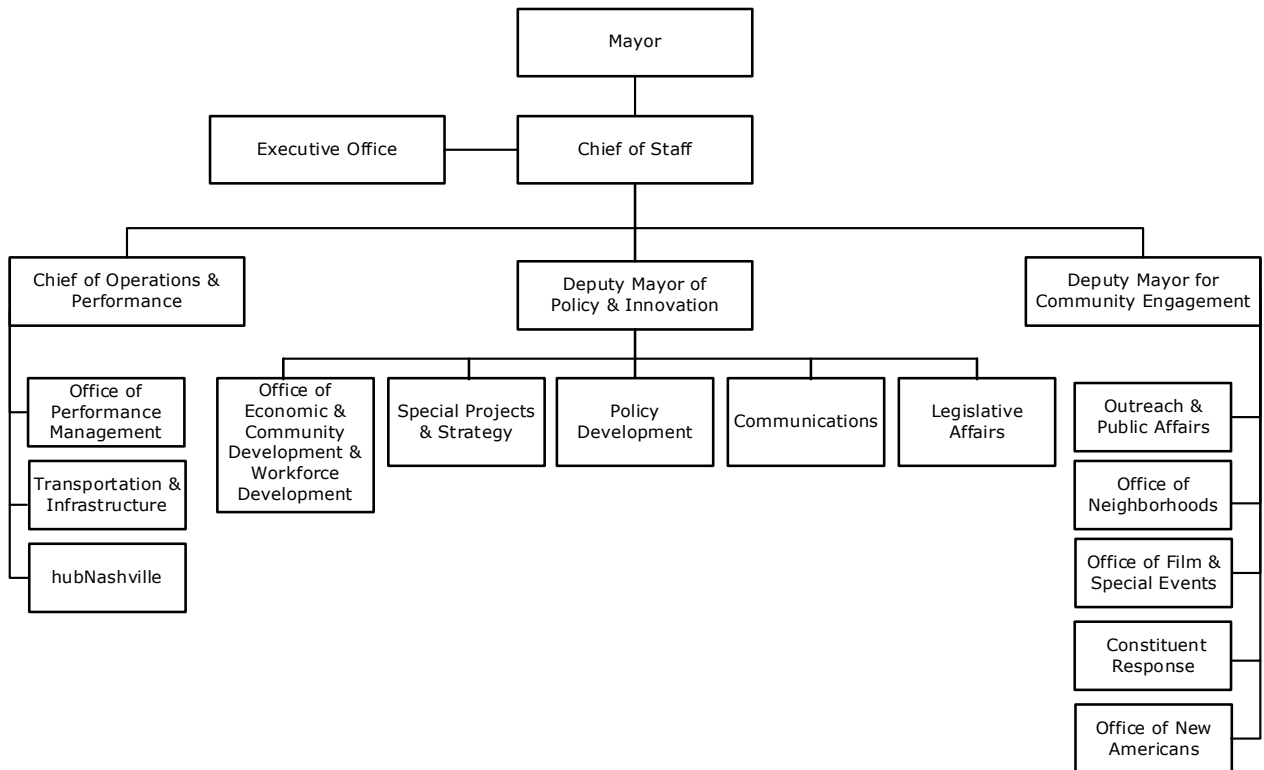 Mayor
Executive Office
Chief of Staff
Chief of Operations &
Performance
Deputy Mayor of
Policy & Innovation
Deputy Mayor for
Community Engagement
Office of
Performance
Management
Transportation &
Infrastructure
hubNashville
Office of
Economic &
Community
Development &
Workforce
Development
Special Projects
& Strategy
Policy
Development
Communications
Legislative
Affairs
Outreach &
Public Affairs
Office of
Neighborhoods
Office of Film &
Special Events
Constituent
Response
Office of New
Americans